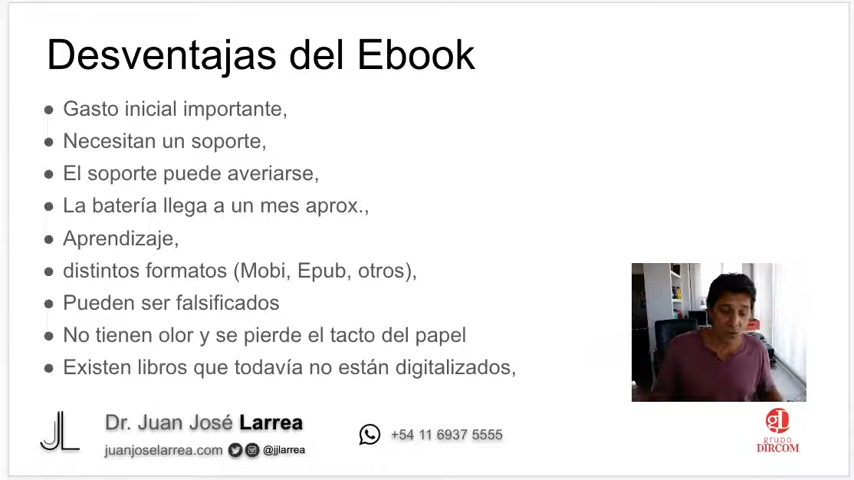 Desventajas del Ebook
● Gasto inicial importante,
● Necesitan un soporte,
● El soporte puede averiarse,
● La batería llega a un mes aprox.,
● Aprendizaje,
● distintos formatos (Mobi, Epub, otros),
● Pueden ser falsificados
● No tienen olor y se pierde el tacto del papel
● Existen libros que todavía no están digitalizados,
JL
Dr. Juan José Larrea
juanjoselarrea.com @jjlarrea
+54 11 6937 5555
gL
grupo
DIRCOM